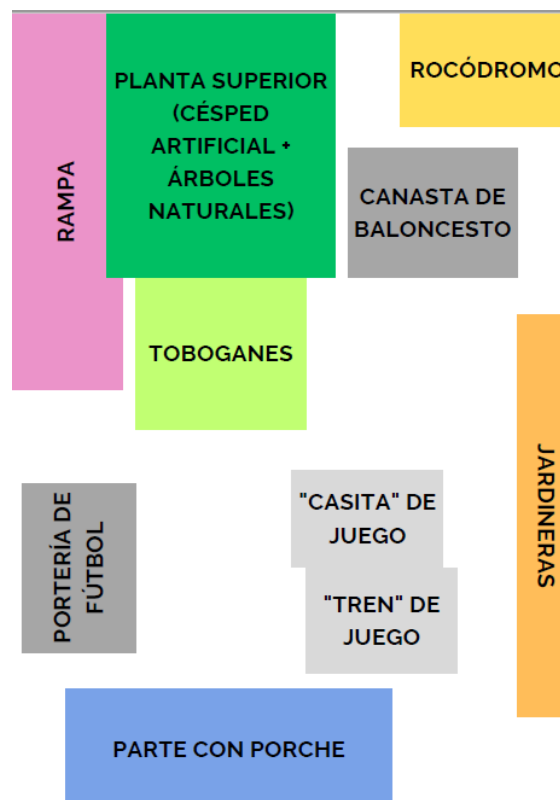 RAMPA
PLANTA SUPERIOR
(CÉSPED
ARTIFICIAL +
ÁRBOLES
NATURALES)
ROCÓDROMO
CANASTA DE
BALONCESTO
TOBOGANES
JARDINERAS
PORTERÍA DE
FÚTBOL
"CASITA" DE
JUEGO
"TREN" DE
JUEGO
PARTE CON PORCHE